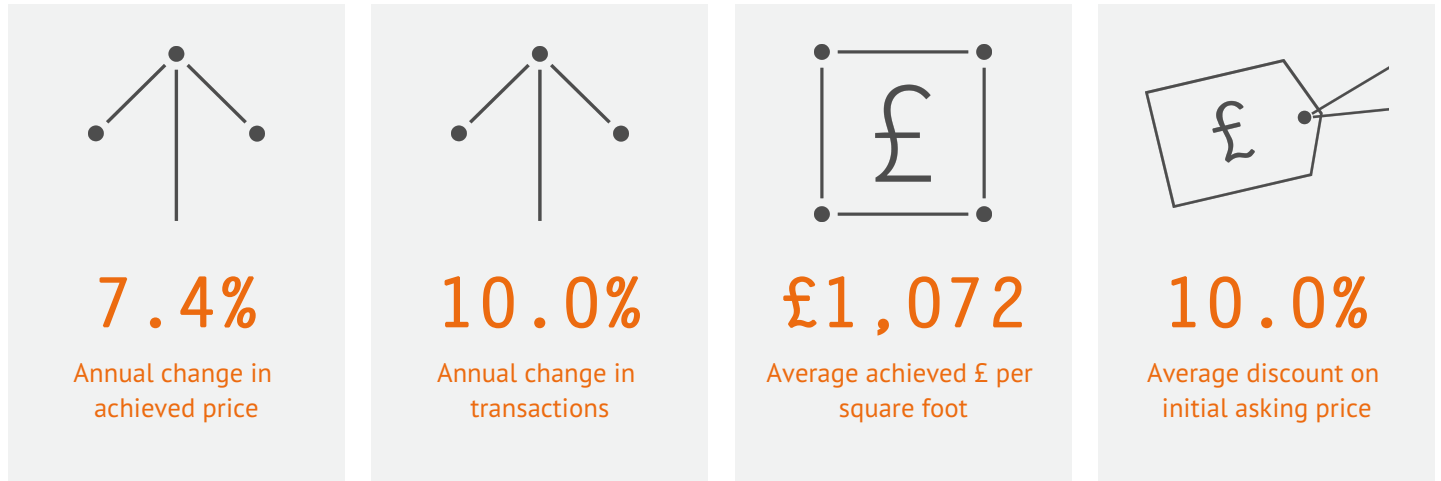 £
£
7.4%
Annual change in
achieved price
10.0%
Annual change in
transactions
£1,072
Average achieved £ per
square foot
10.0%
Average discount on
initial asking price